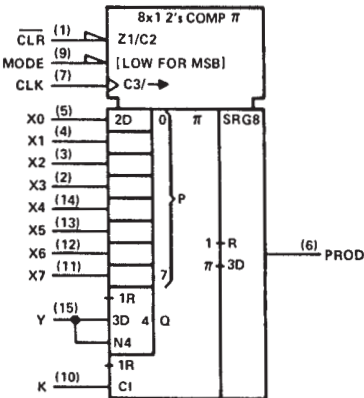 8x1 2's COMP π
CLR (1) Z1/C2
MODE (9) [LOW FOR MSB]
CLK (7) C3/→
X0 (5) 2D 0 π SRG8
X1 (4)
X2 (3)
X3 (2) P
X4 (14)
X5 (13)
X6 (12) 1 R (6) PROD
X7 (11) 7 π 3D
1R
Y (15) 3D 4 Q
N4
1R
K (10) CI